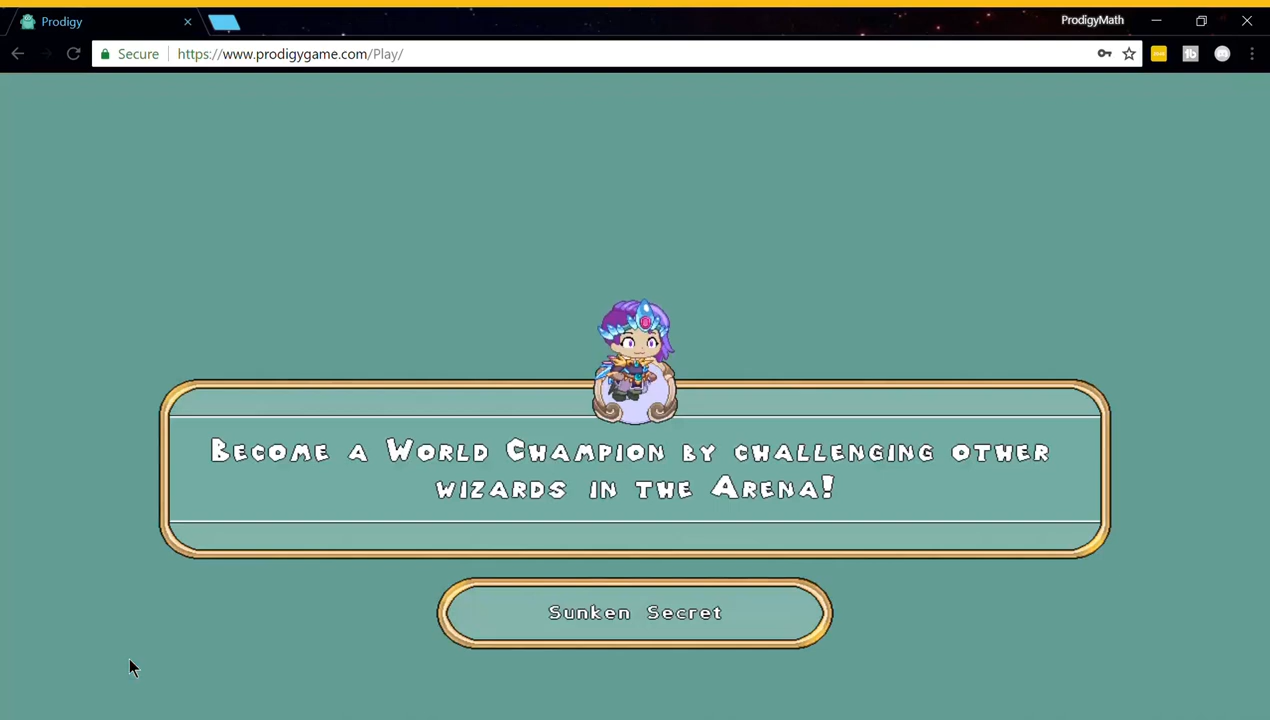 Prodigy
ProdigyMath
Secure
https://www.prodigygame.com/Play/
Become a World Champion by challenging other
wizards in the Arena!
Sunken Secret